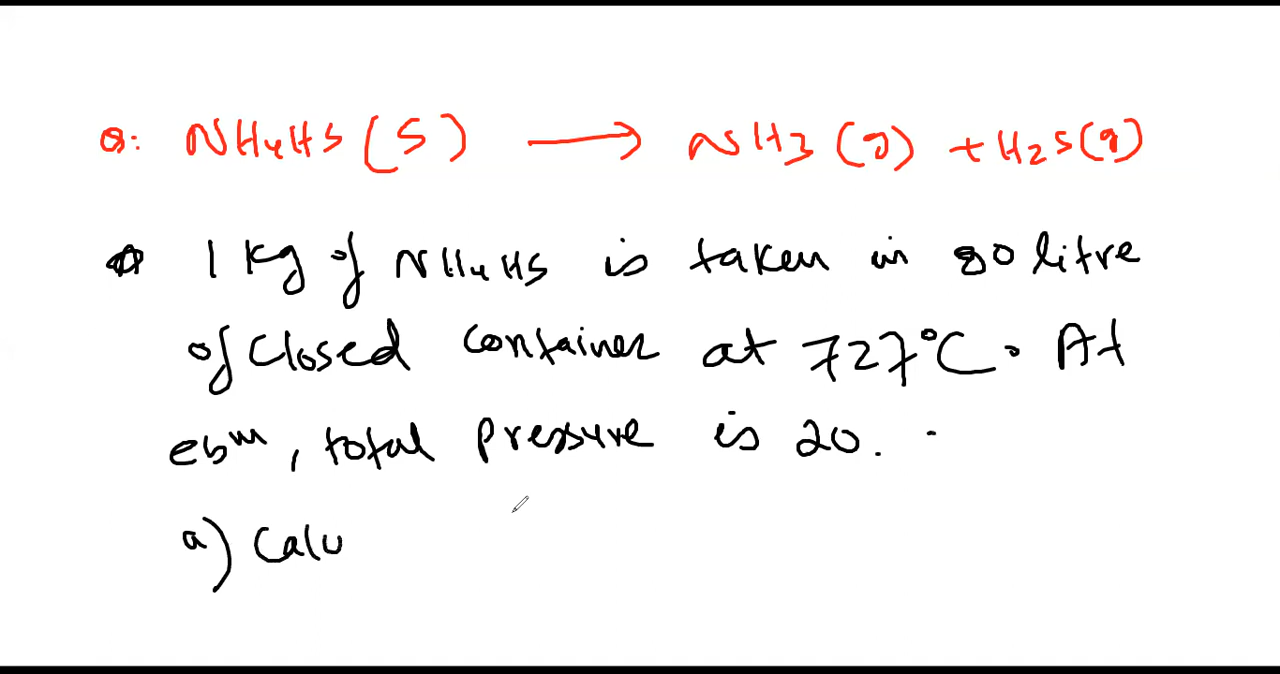 Q: NH4HS(S) → NH3(g) + H2S(g)
1 kg of NH4HS is taken in 80 litre
of closed container at 727°C. At
ebm, total pressure is 20.
a) Calu